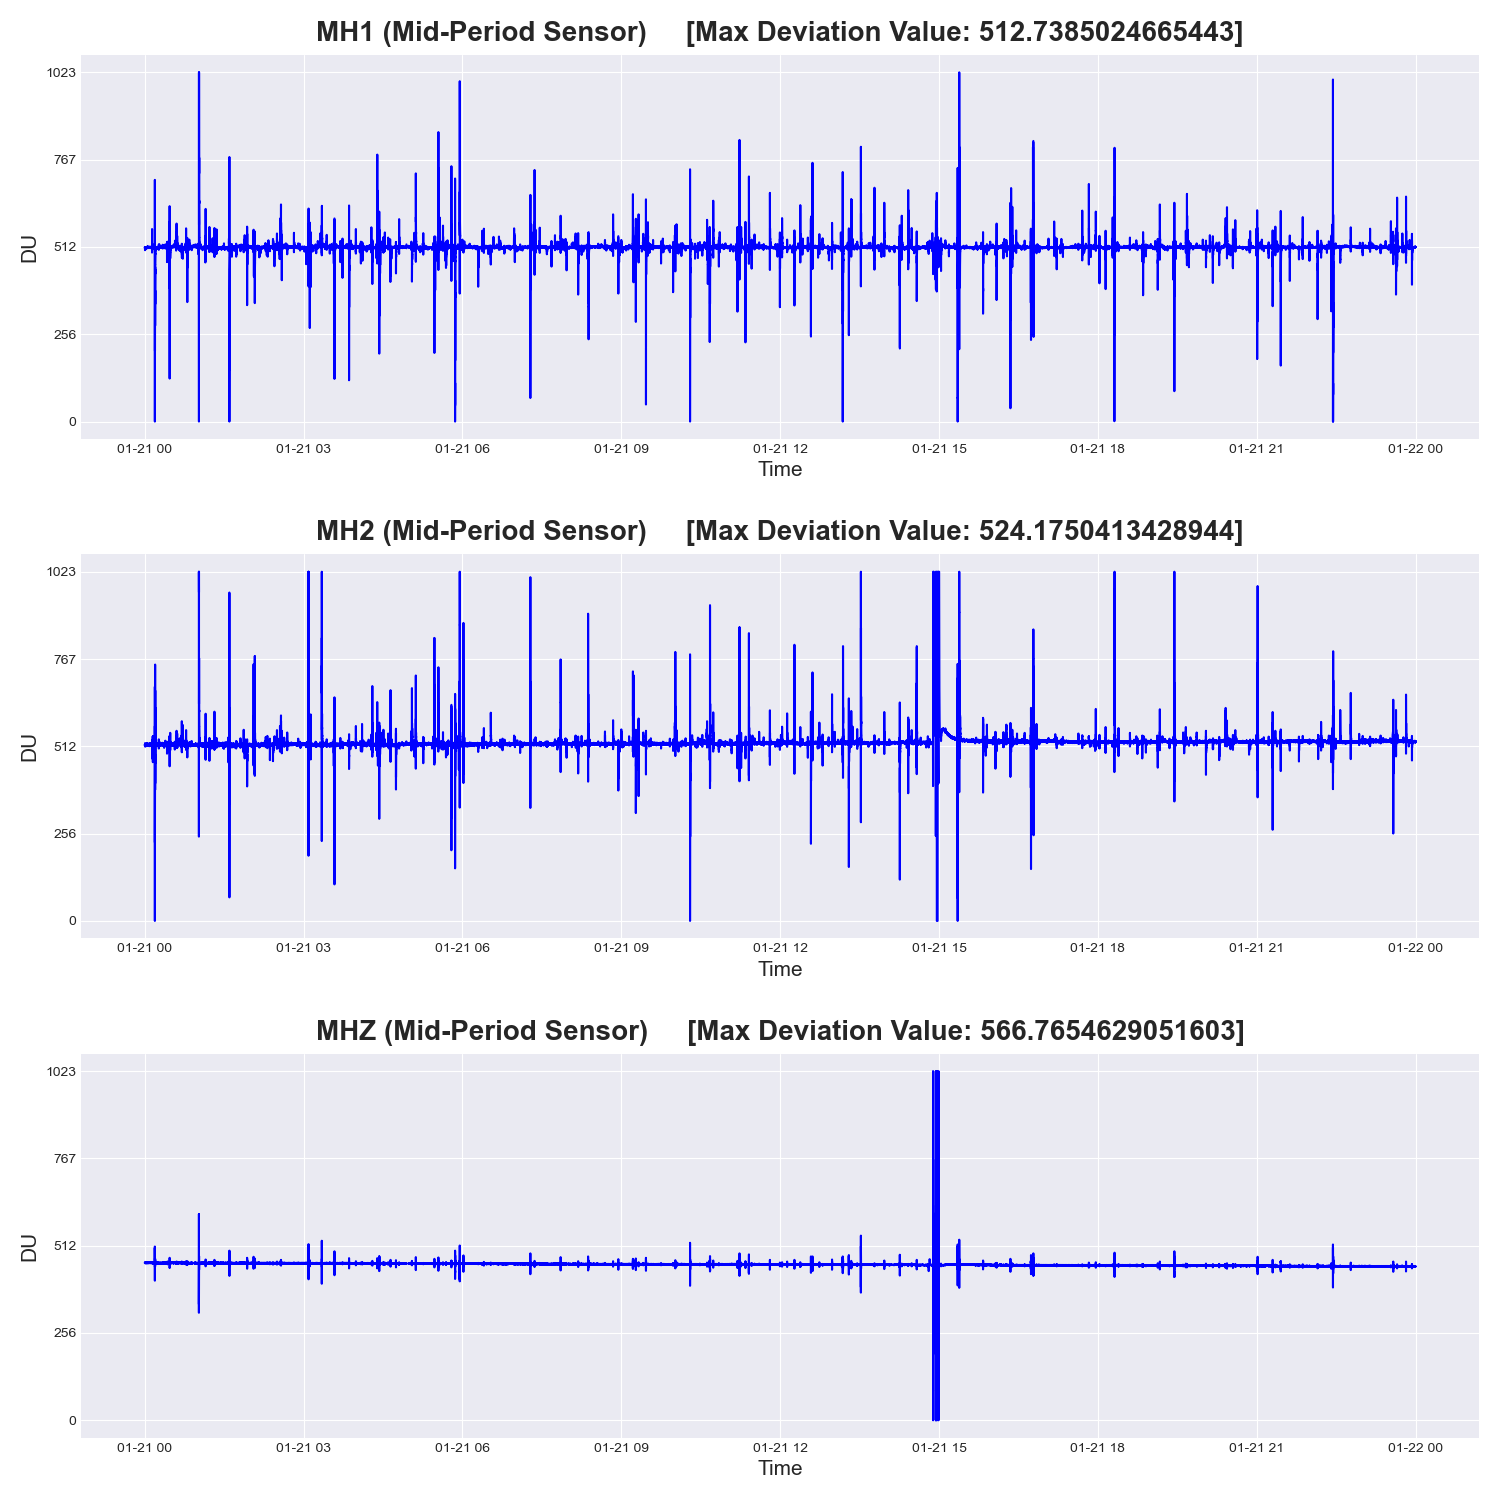 MH1 (Mid-Period Sensor) [Max Deviation Value: 512.7385024665443]
1023
767
512
256
0
DU
01-21 00 01-21 03 01-21 06 01-21 09 01-21 12 01-21 15 01-21 18 01-21 21 01-22 00
Time
MH2 (Mid-Period Sensor) [Max Deviation Value: 524.1750413428944]
1023
767
512
256
0
DU
01-21 00 01-21 03 01-21 06 01-21 09 01-21 12 01-21 15 01-21 18 01-21 21 01-22 00
Time
MHZ (Mid-Period Sensor) [Max Deviation Value: 566.7654629051603]
1023
767
512
256
0
DU
01-21 00 01-21 03 01-21 06 01-21 09 01-21 12 01-21 15 01-21 18 01-21 21 01-22 00
Time